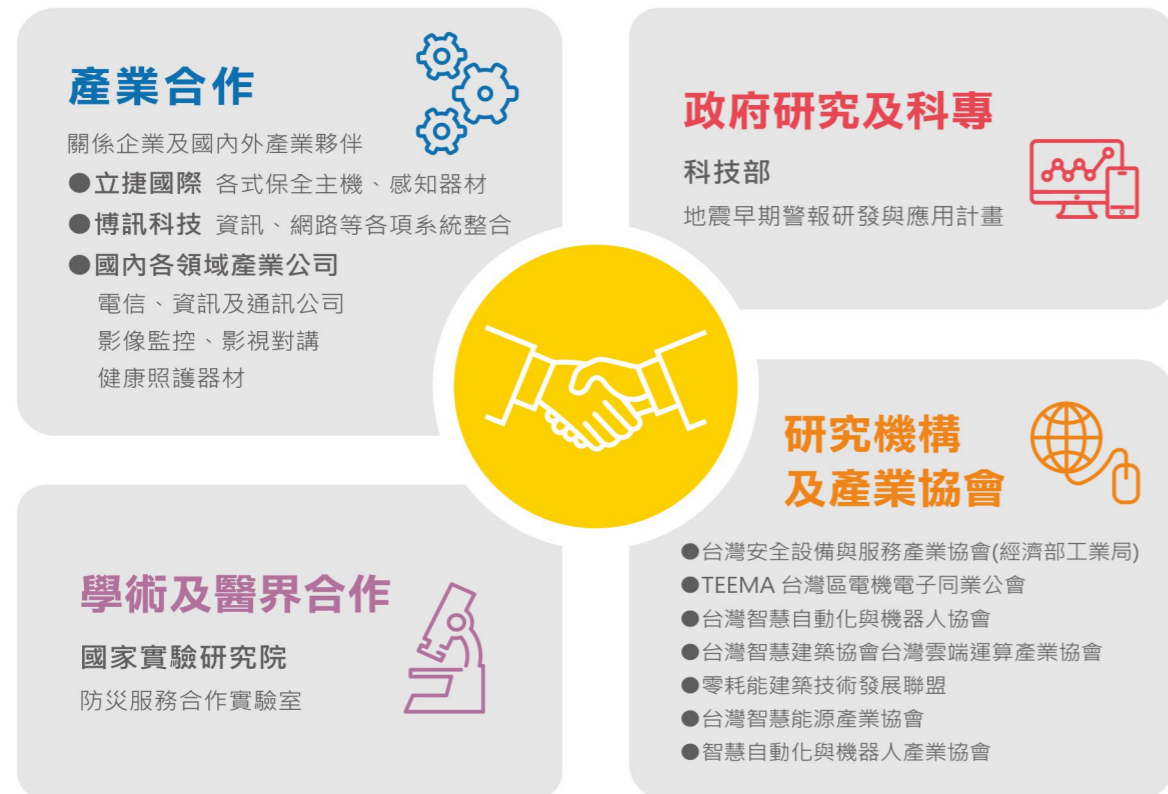 產業合作
關係企業及國內外產業夥伴
●立捷國際 各式保全主機、感知器材
●博訊科技 資訊、網路等各項系統整合
●國內各領域產業公司
電信、資訊及通訊公司
影像監控、影視對講
健康照護器材
政府研究及科專
科技部
地震早期警報研發與應用計畫
學術及醫界合作
國家實驗研究院
防災服務合作實驗室
研究機構
及產業協會
●台灣安全設備與服務產業協會(經濟部工業局)
●TEEMA 台灣區電機電子同業公會
●台灣智慧自動化與機器人協會
●台灣智慧建築協會台灣雲端運算產業協會
●零耗能建築技術發展聯盟
●台灣智慧能源產業協會
●智慧自動化與機器人產業協會